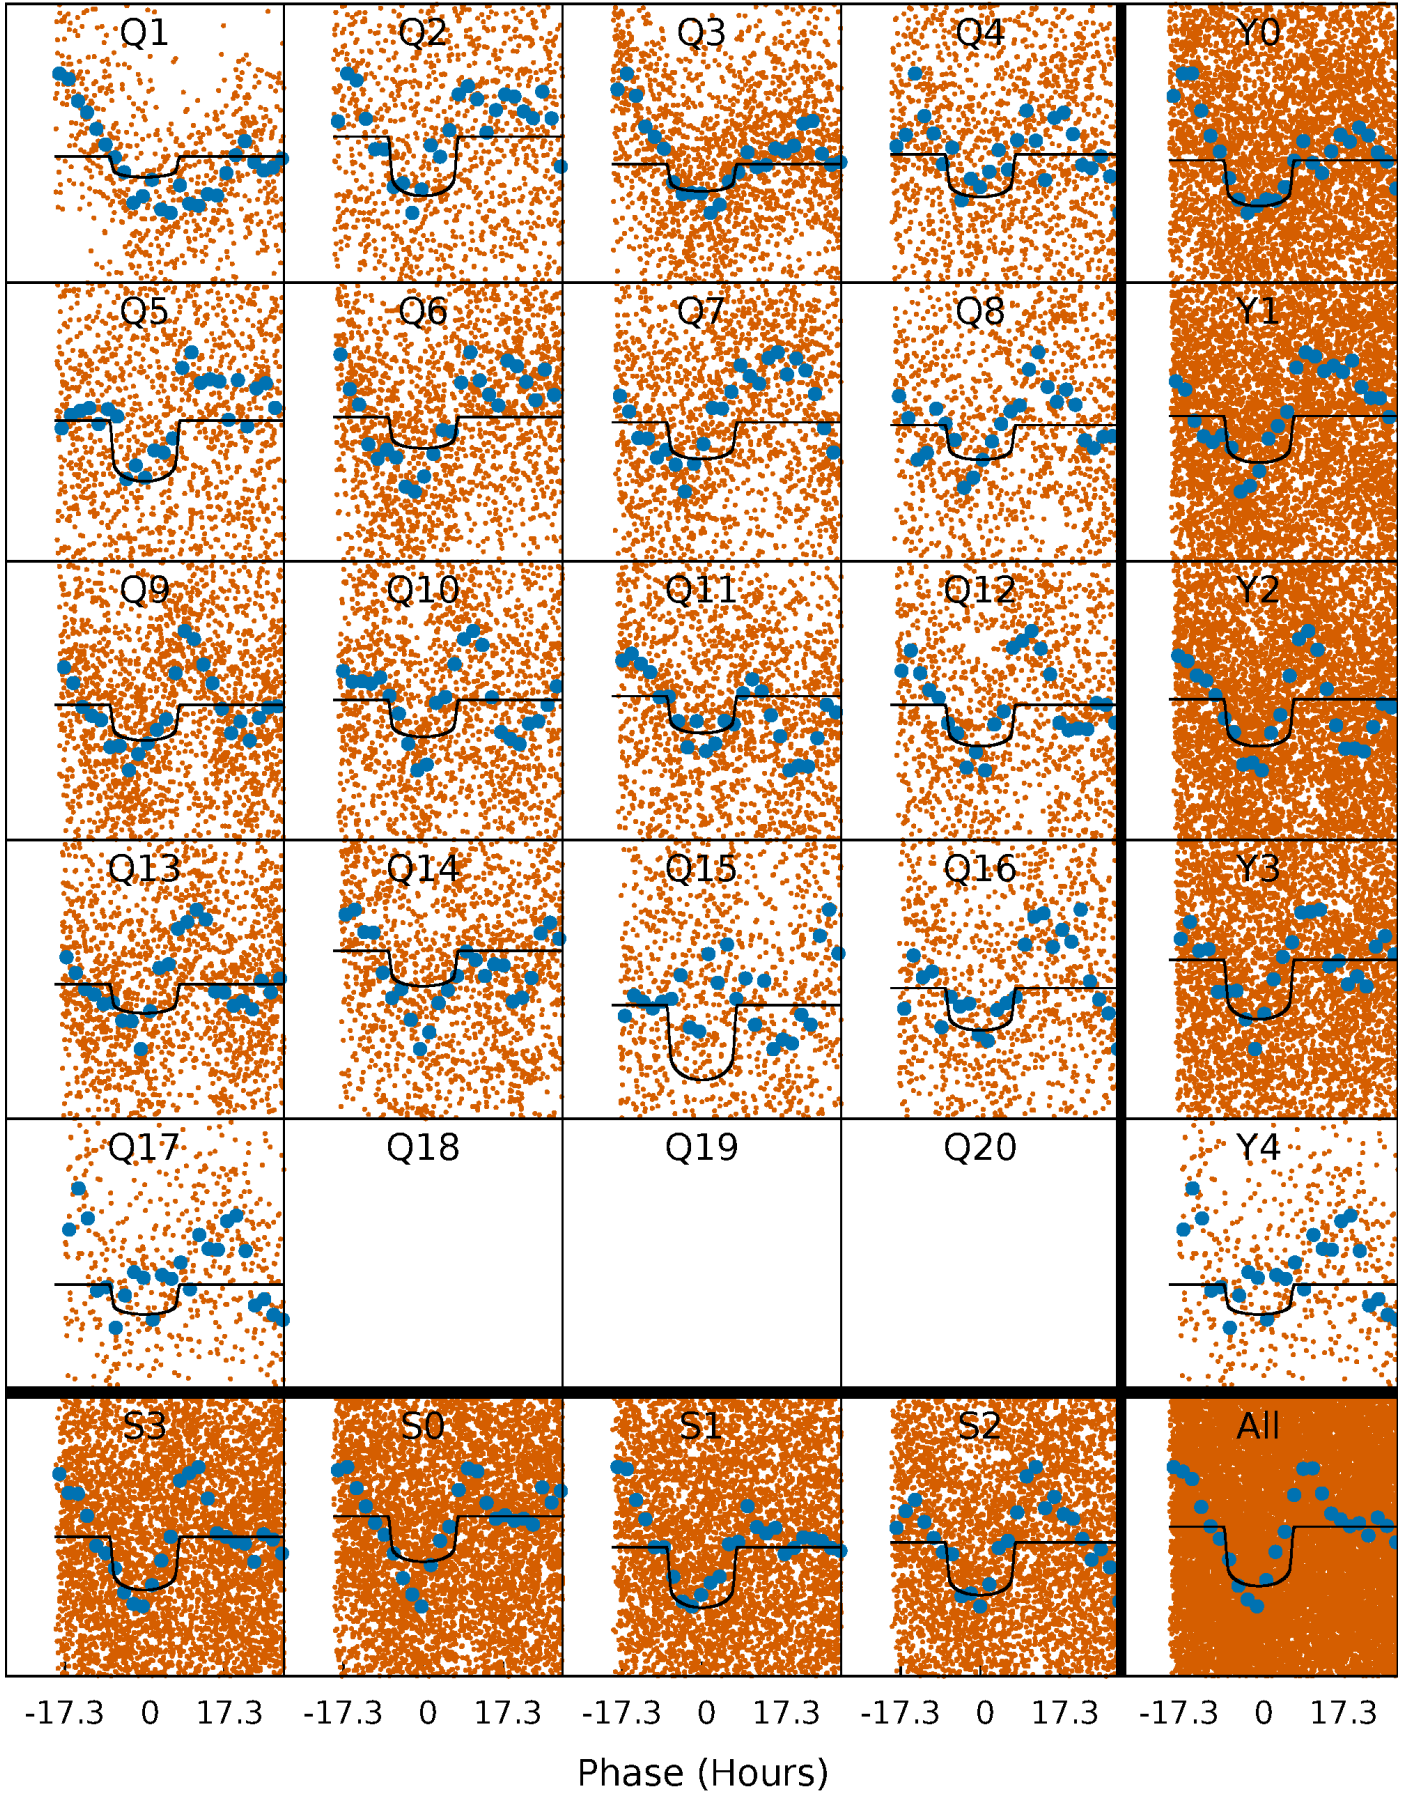 Q1 Q2 Q3 Q4 Y0
Q5 Q6 Q7 Q8 Y1
Q9 Q10 Q11 Q12 Y2
Q13 Q14 Q15 Q16 Y3
Q17 Q18 Q19 Q20 Y4
S3 S0 S1 S2 All
-17.3 0 17.3 -17.3 0 17.3 -17.3 0 17.3 -17.3 0 17.3 -17.3 0 17.3
Phase (Hours)